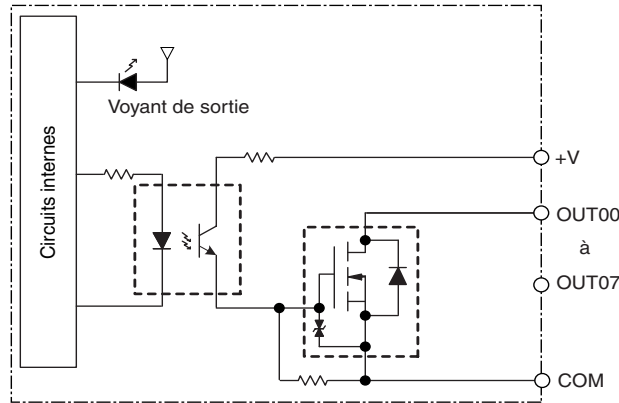 Circuits internes
Voyant de sortie
+V
OUT00
à
OUT07
COM